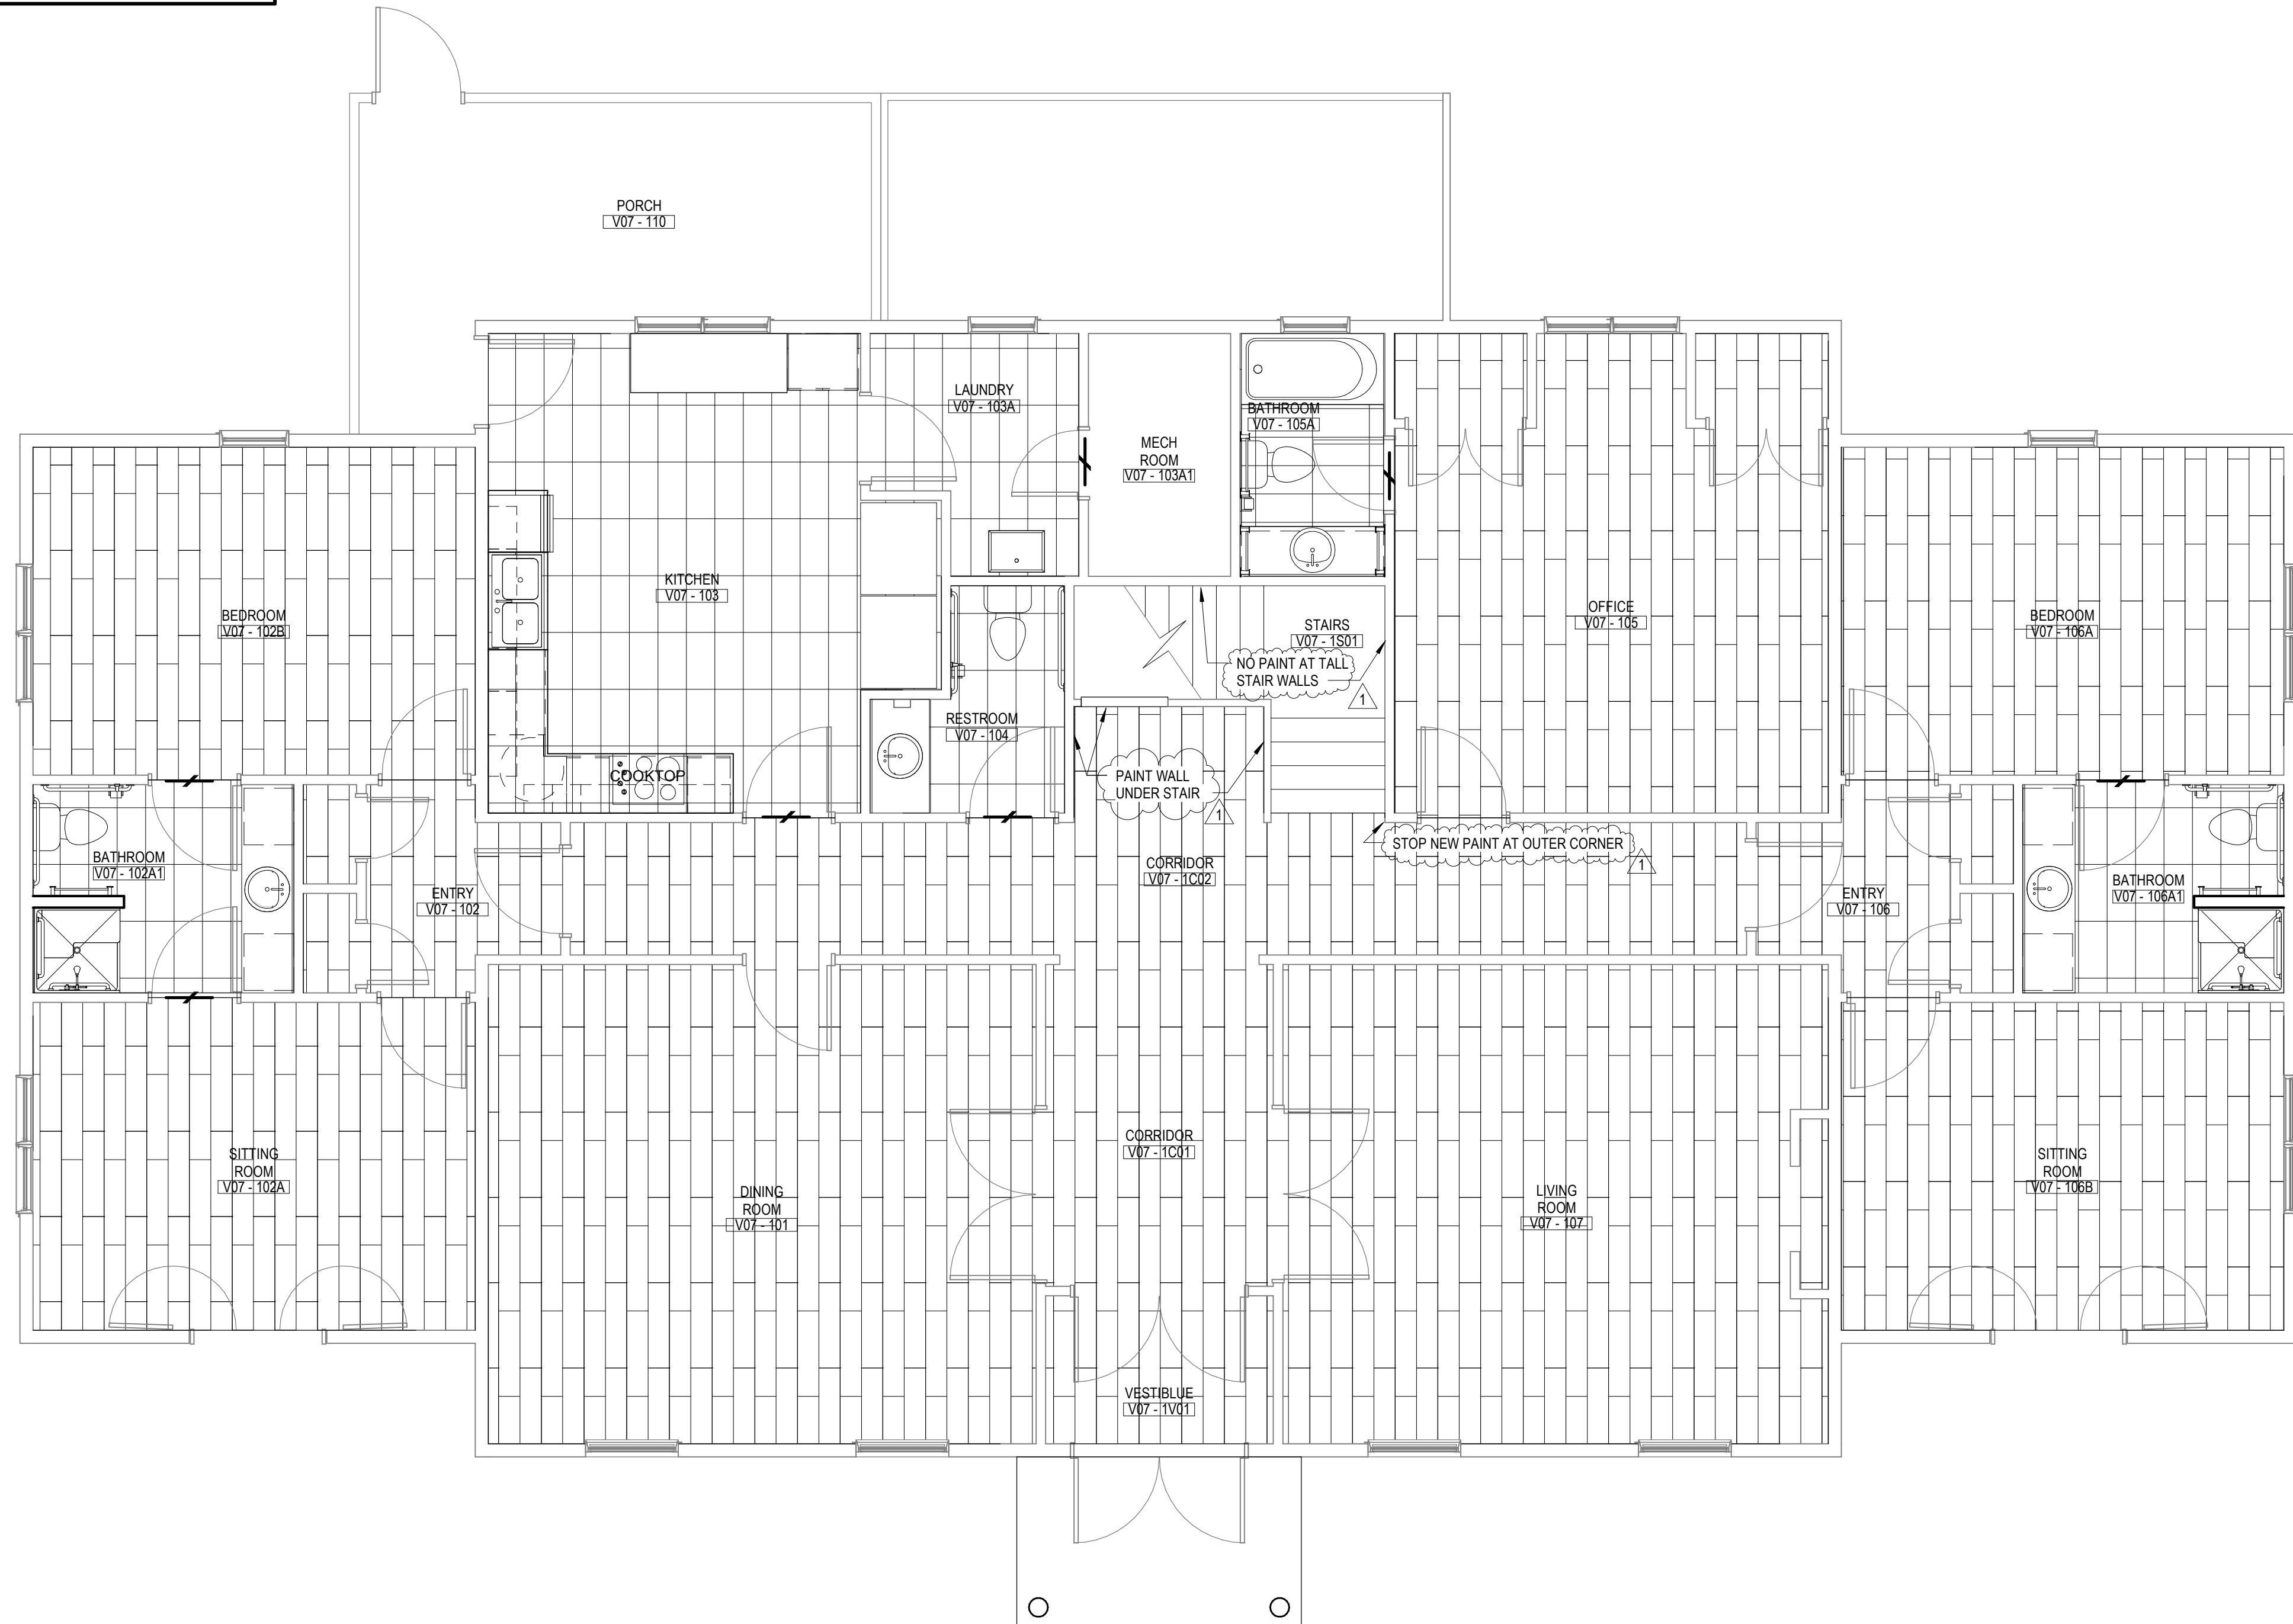 PORCH
V07 - 110
LAUNDRY
V07 - 103A
MECH
ROOM
V07 - 103A1
BATHROOM
V07 - 105A
KITCHEN
V07 - 103
BEDROOM
V07 - 102B
OFFICE
V07 - 105
BEDROOM
V07 - 106A
STAIRS
V07 - 1S01
NO PAINT AT TALL
STAIR WALLS
1
RESTROOM
V07 - 104
COOKTOP
PAINT WALL
UNDER STAIR
1
STOP NEW PAINT AT OUTER CORNER
1
BATHROOM
V07 - 102A1
ENTRY
V07 - 102
CORRIDOR
V07 - 1C02
ENTRY
V07 - 106
BATHROOM
V07 - 106A1
SITTING
ROOM
V07 - 102A
DINING
ROOM
V07 - 101
CORRIDOR
V07 - 1C01
LIVING
ROOM
V07 - 107
SITTING
ROOM
V07 - 106B
VESTIBLUE
V07 - 1V01